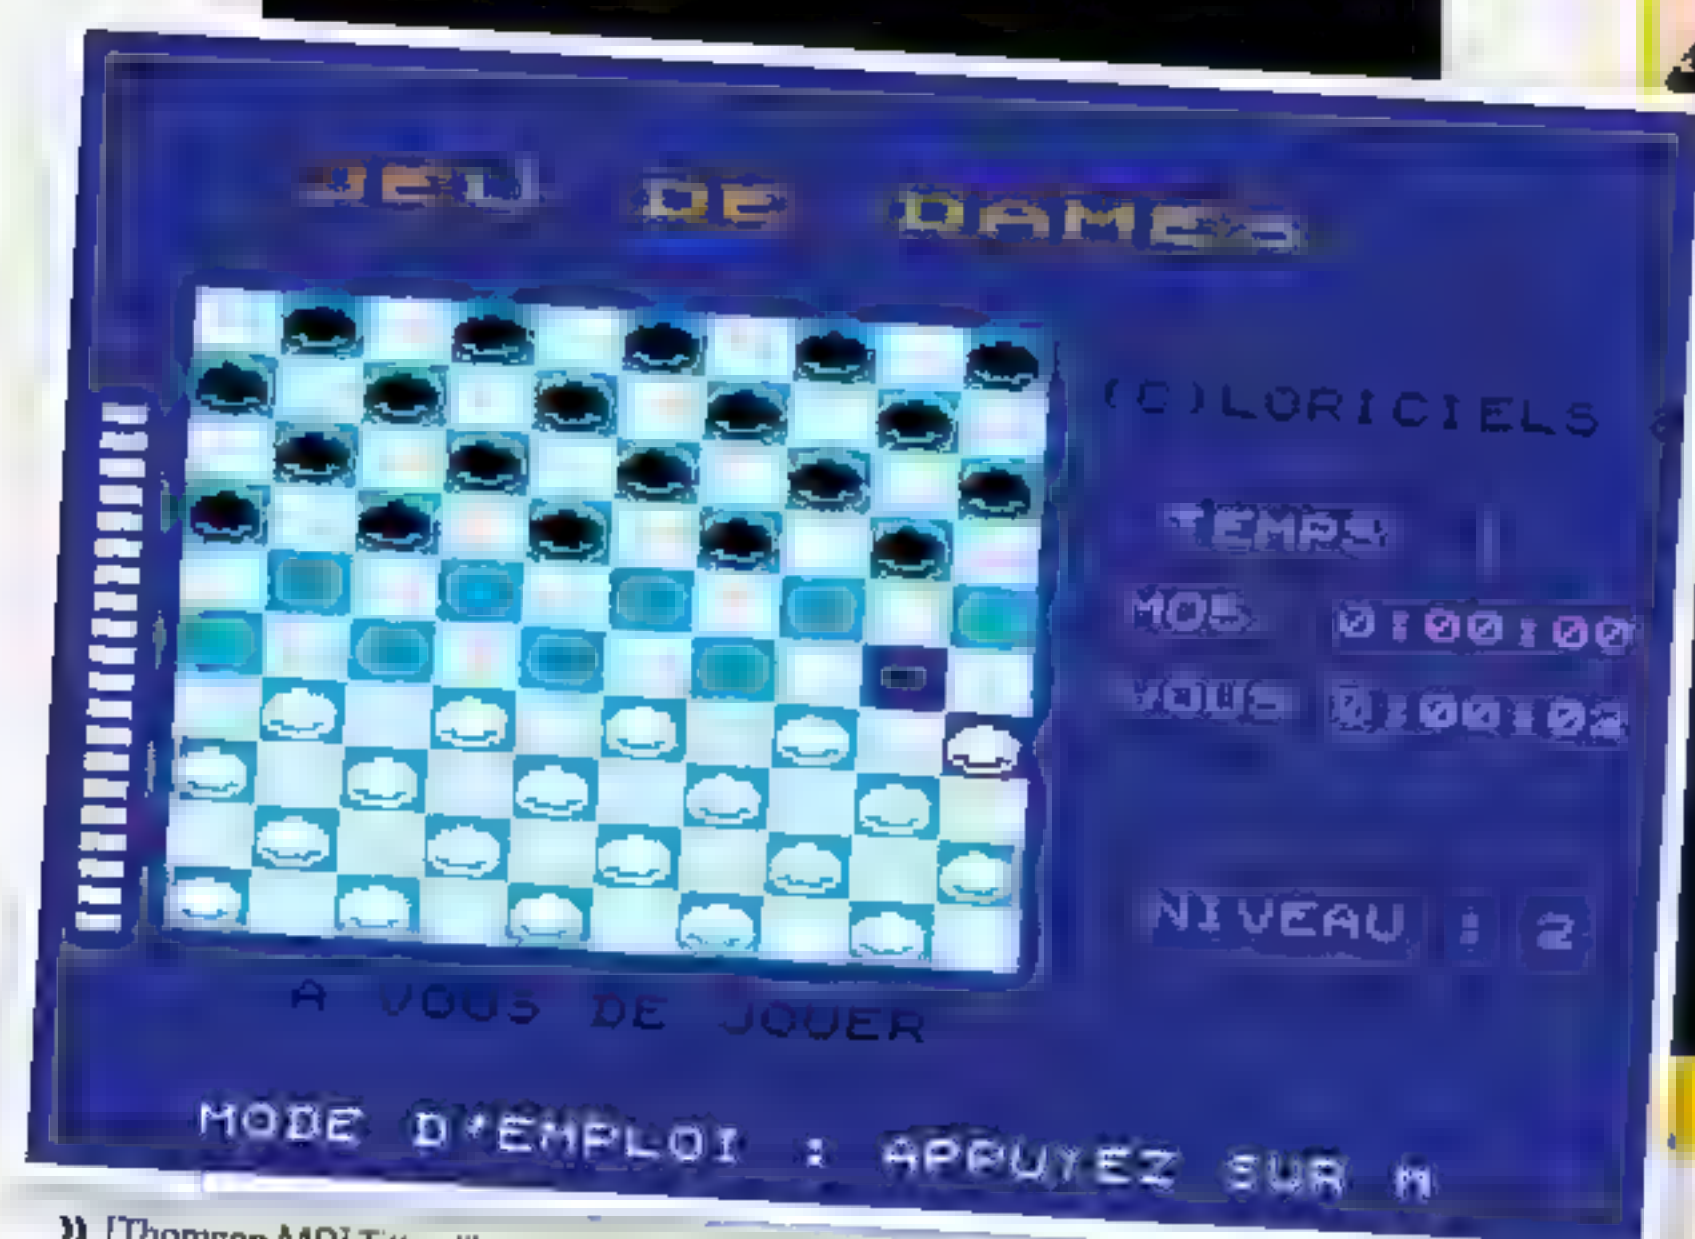 JEU DE DAMES
(C)LORICIELS
TEMPS
MOI 0:00:00
VOUS 0:00:02
NIVEAU : 2
A VOUS DE JOUER
MODE D'EMPLOI : APPUYEZ SUR M
[Thomson MO]